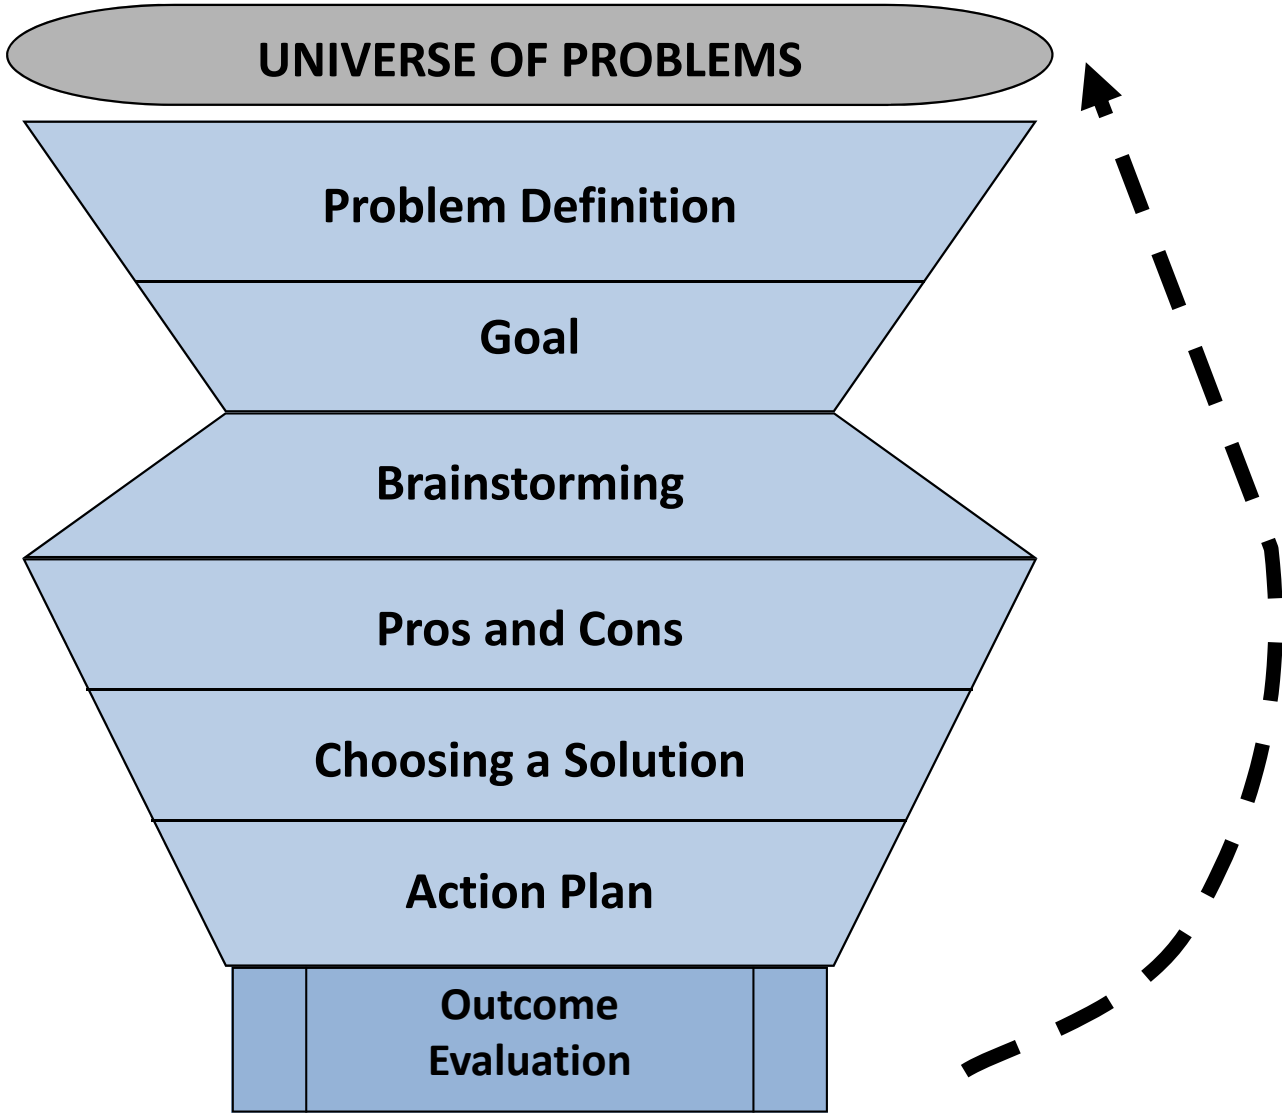 UNIVERSE OF PROBLEMS
Problem Definition
Goal
Brainstorming
Pros and Cons
Choosing a Solution
Action Plan
Outcome
Evaluation